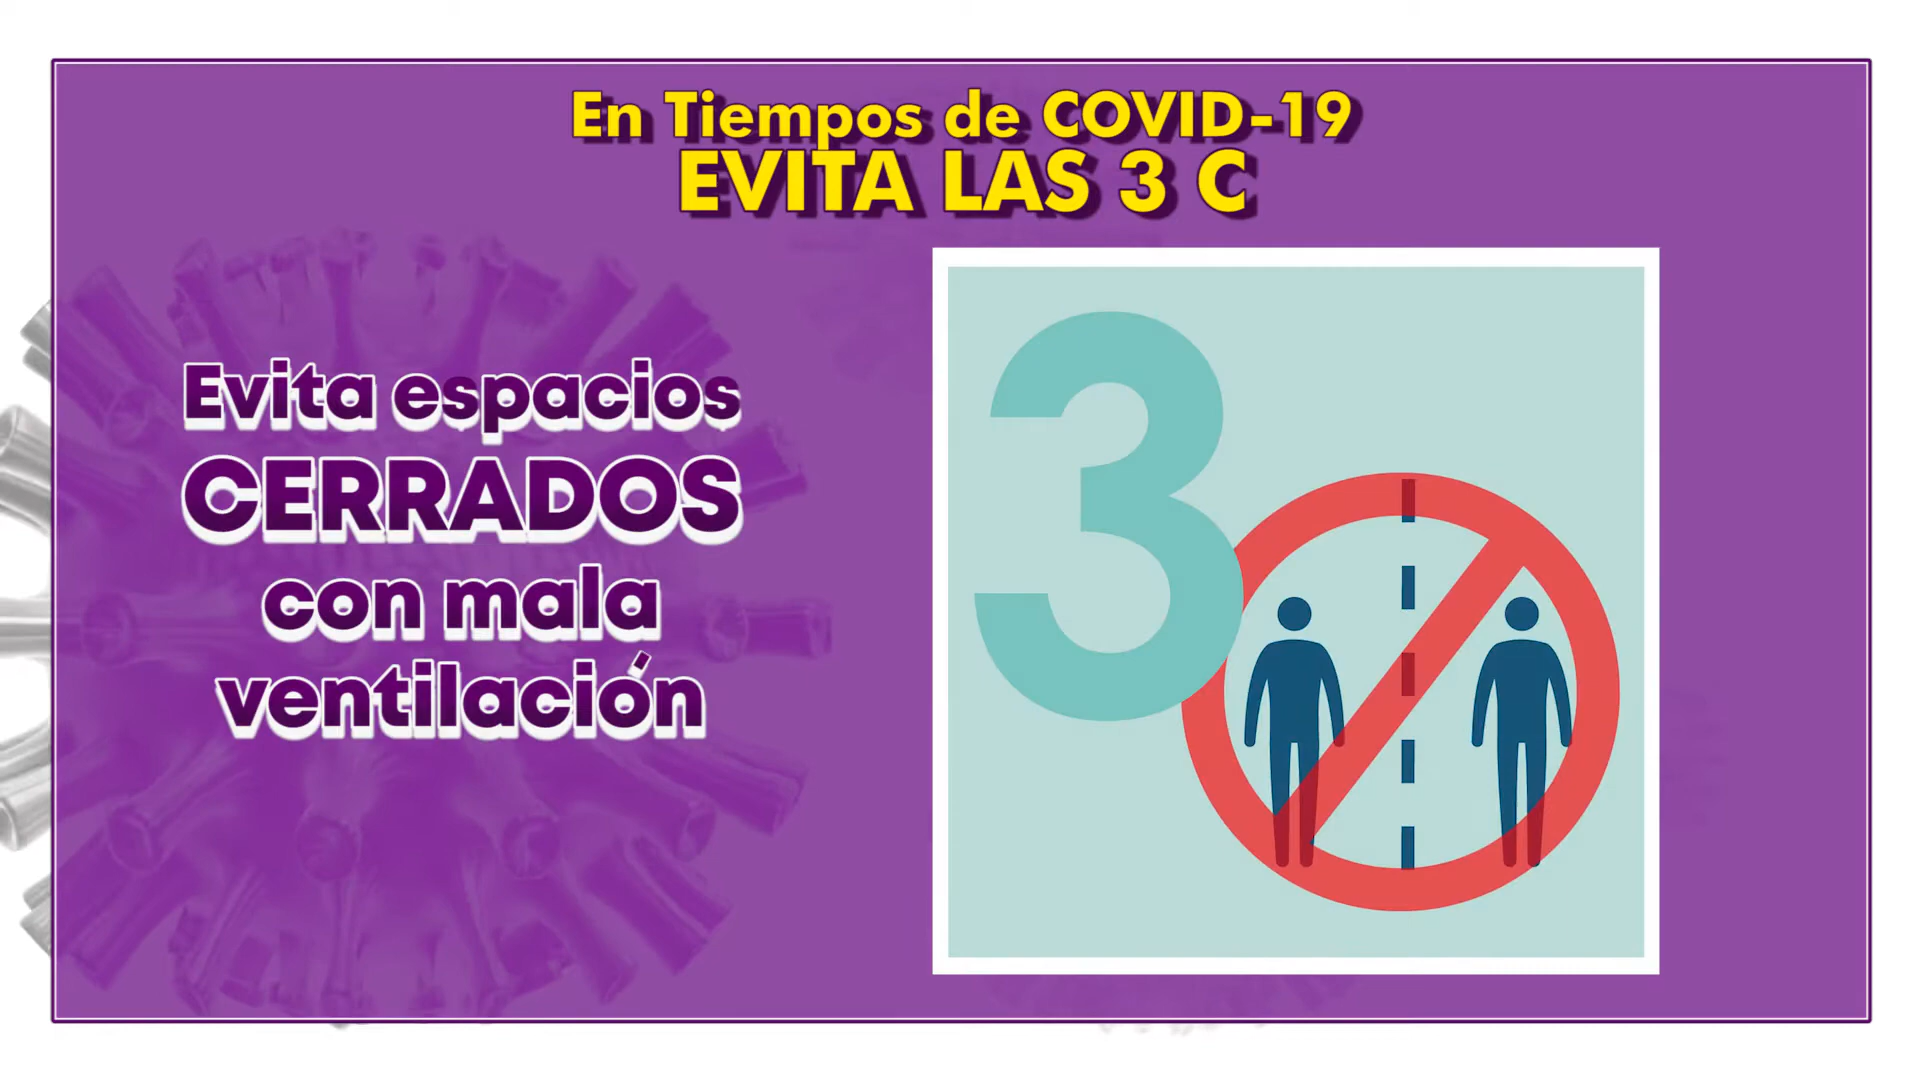 En Tiempos de COVID-19
EVITA LAS 3 C
Evita espacios
CERRADOS
con mala
ventilación
3